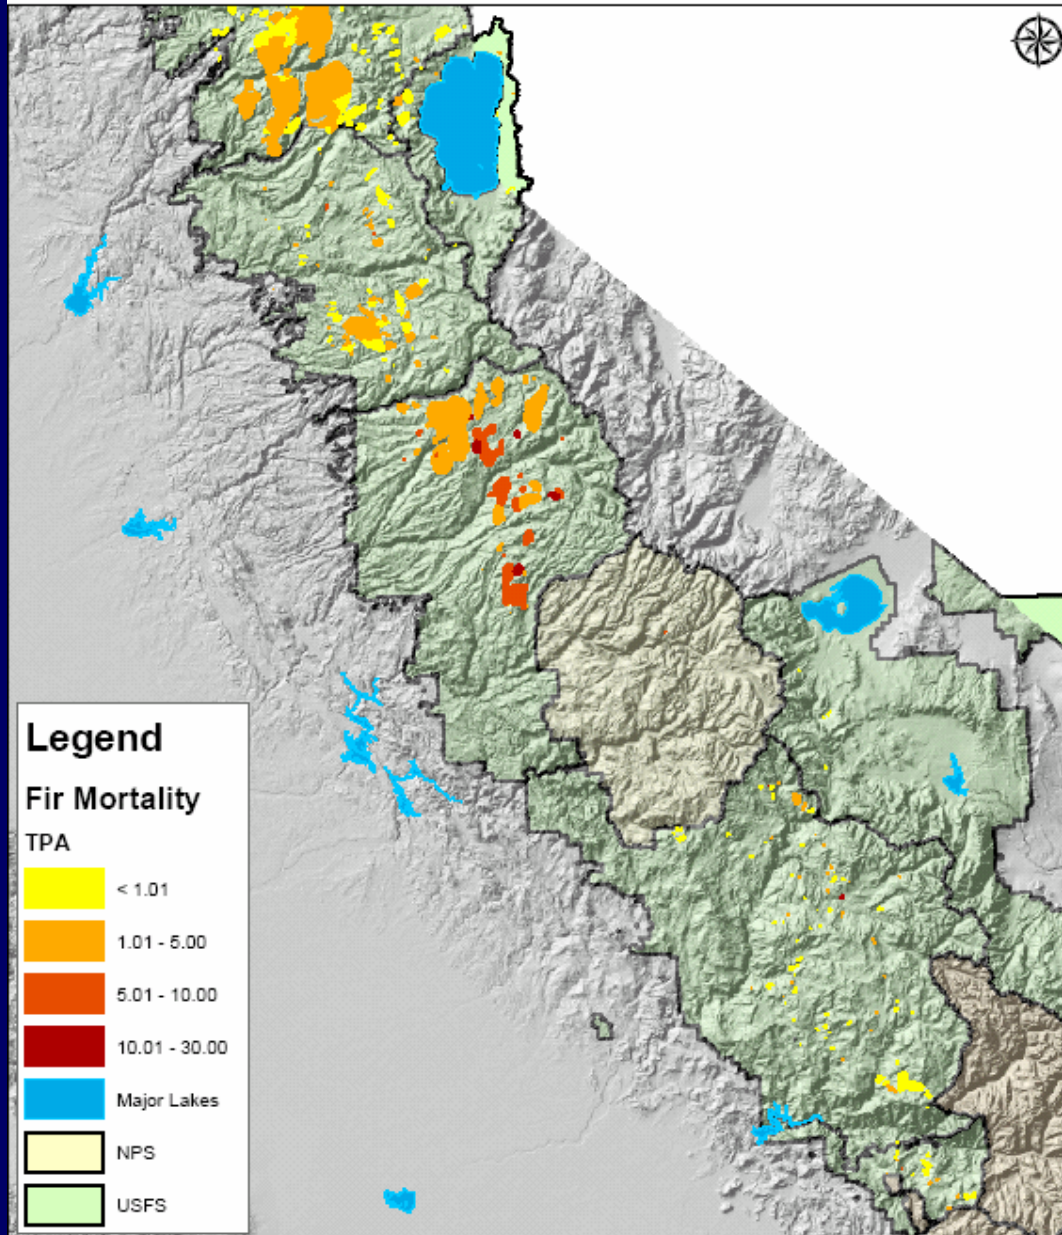 Legend
Fir Mortality
TPA
< 1.01
1.01 - 5.00
5.01 - 10.00
10.01 - 30.00
Major Lakes
NPS
USFS